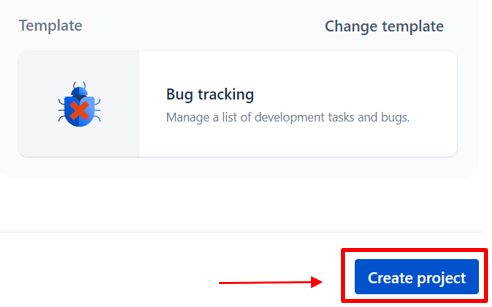 Template
Change template
Bug tracking
Manage a list of development tasks and bugs.
Create project